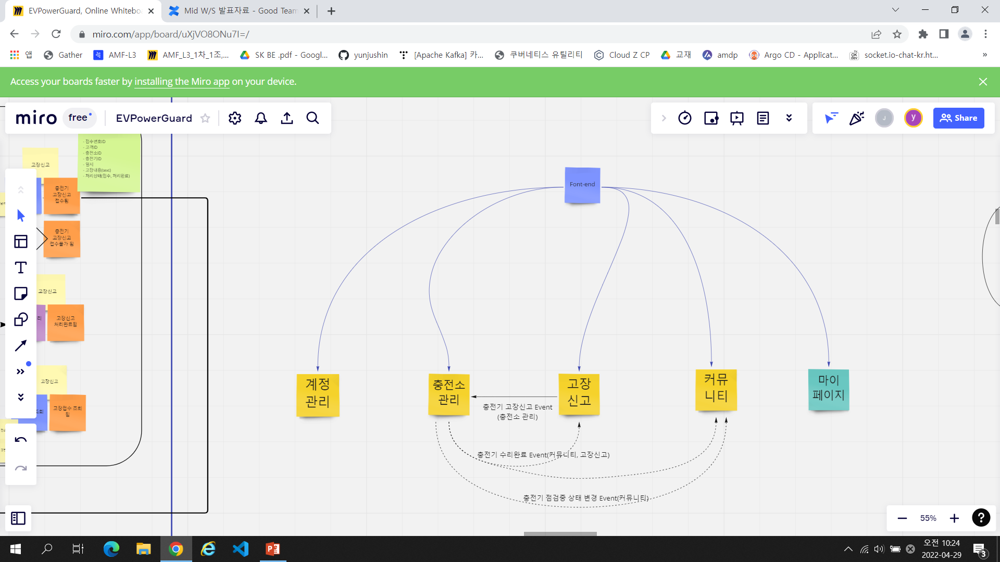 EVPowerGuard, Online Whitebo
Mid W/S 발표자료 - Good Team
miro.com/app/board/uXjVO8ONu7I=/
앱
Gather
AMF-L3
AMF_L3_1차_1조,...
SK BE .pdf - Googl...
yunjushin
[Apache Kafka] 카...
쿠버네티스 유틸리티
Cloud Z CP
교재
amdp
Argo CD - Applicat...
socket.io-chat-kr.ht...
Access your boards faster by installing the Miro app on your device.
miro
free
EVPowerGuard
J
y
Share
- 접수번호ID
- 고객ID
- 충전소ID
- 충전기ID
- 일시
- 고장내용(text)
- 처리상태(접수, 처리완료)
고장신고
충전기
고장신고
접수됨
충전기
고장신고
접수불가 됨
고장신고
리
고장신고
처리완료됨
고장신고
조회
고장접수 조회
됨
Font-end
계정
관리
충전소
관리
고장
신고
커뮤
니티
마이
페이지
충전기 고장신고 Event
(충전소 관리)
충전기 수리완료 Event(커뮤니티, 고장신고)
충전기 점검중 상태 변경 Event(커뮤니티)
55%
?
오전 10:24
2022-04-29
3